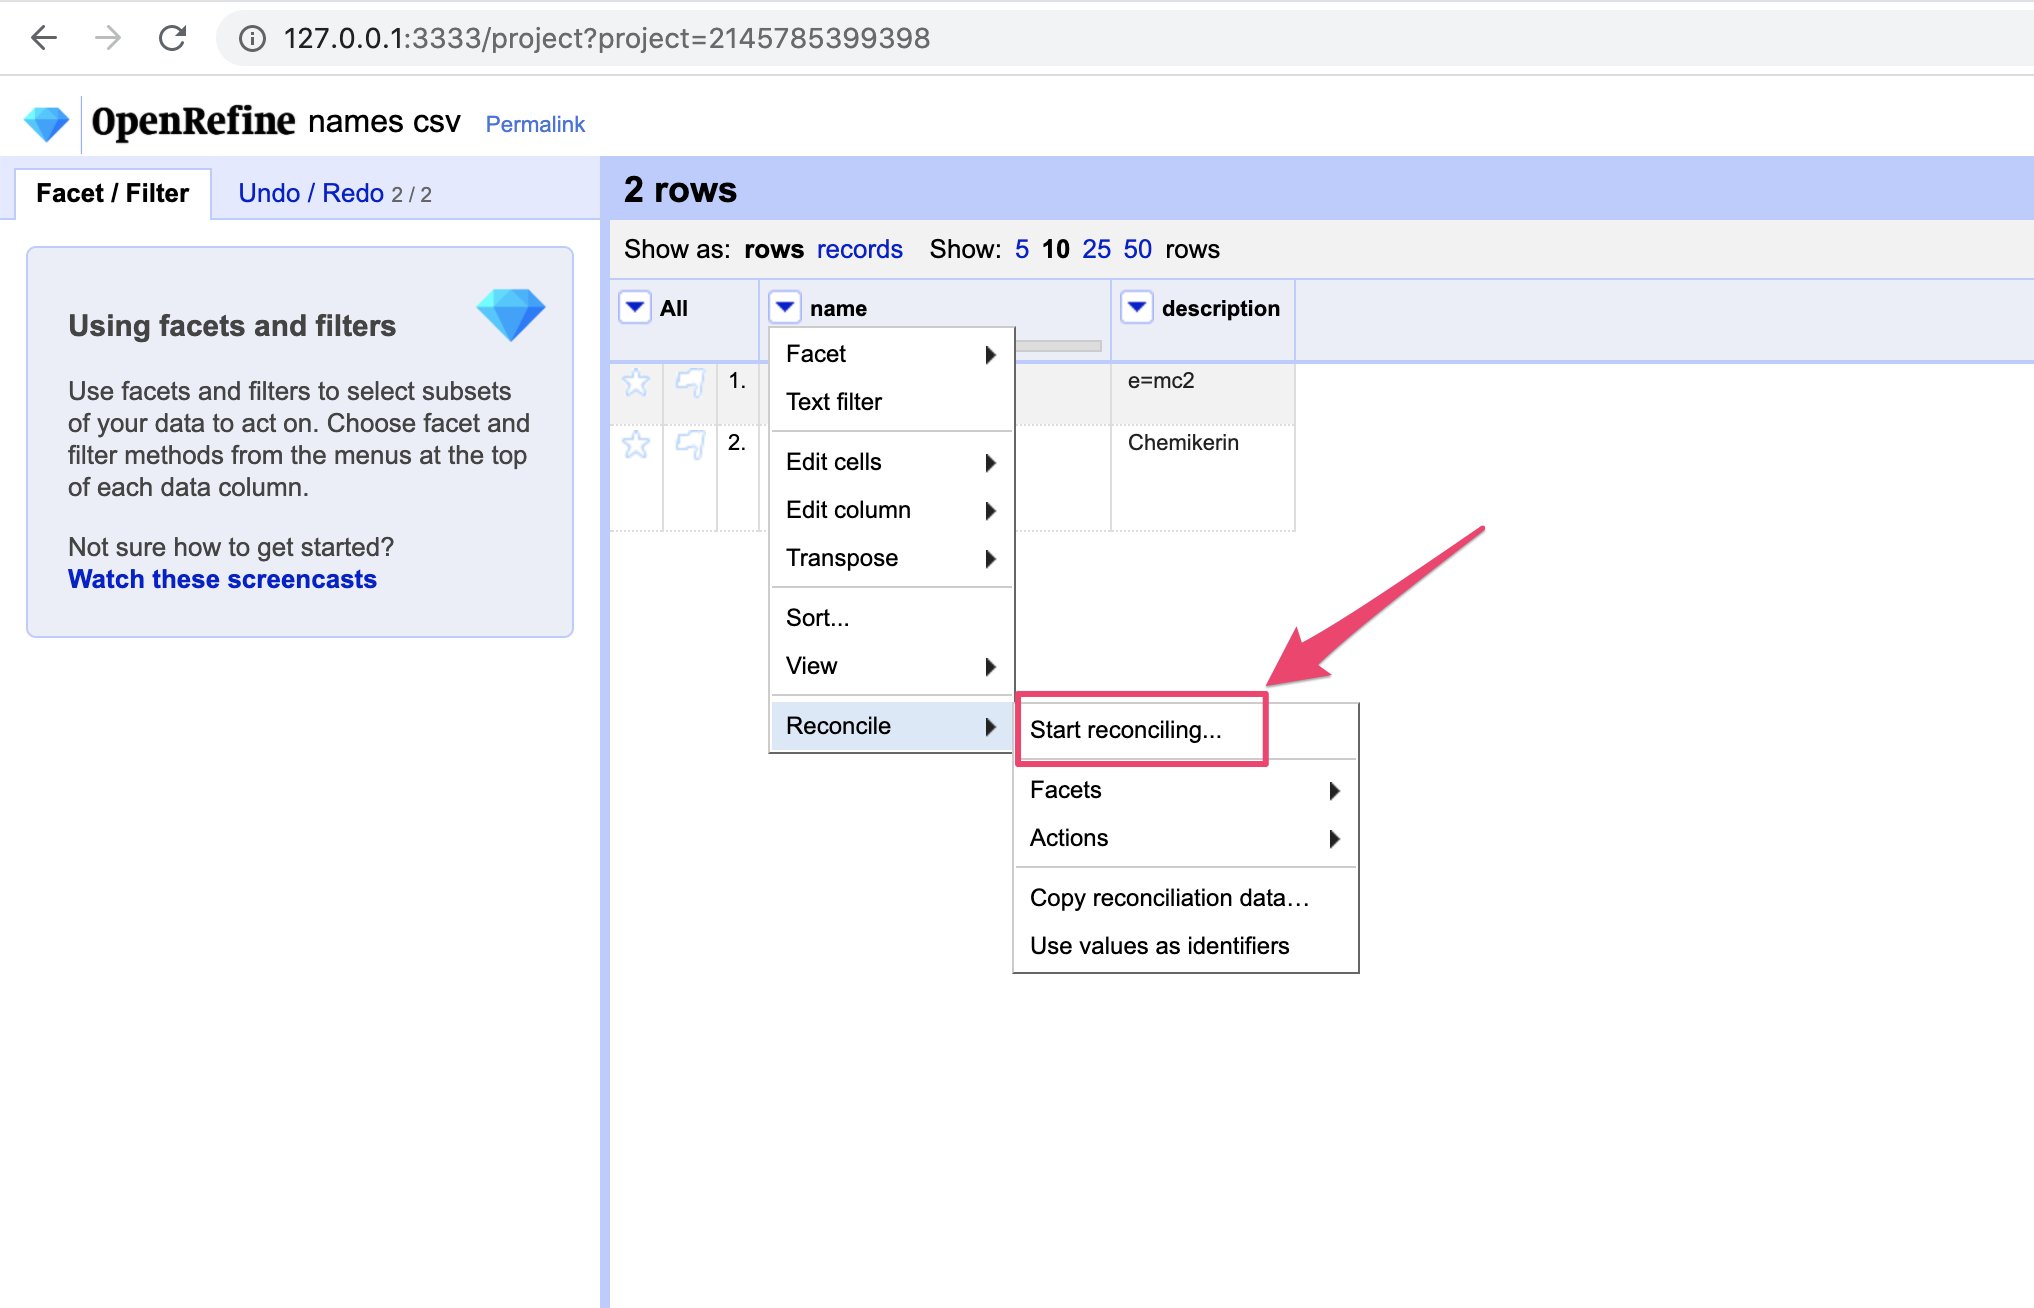 127.0.0.1:3333/project?project=2145785399398
OpenRefine names csv Permalink
Facet / Filter Undo / Redo 2 / 2
2 rows
Show as: rows records Show: 5 10 25 50 rows
All name description
Using facets and filters
Use facets and filters to select subsets
of your data to act on. Choose facet and
filter methods from the menus at the top
of each data column.
Not sure how to get started?
Watch these screencasts
1. e=mc2
2. Chemikerin
Facet
Text filter
Edit cells
Edit column
Transpose
Sort...
View
Reconcile
Start reconciling...
Facets
Actions
Copy reconciliation data…
Use values as identifiers